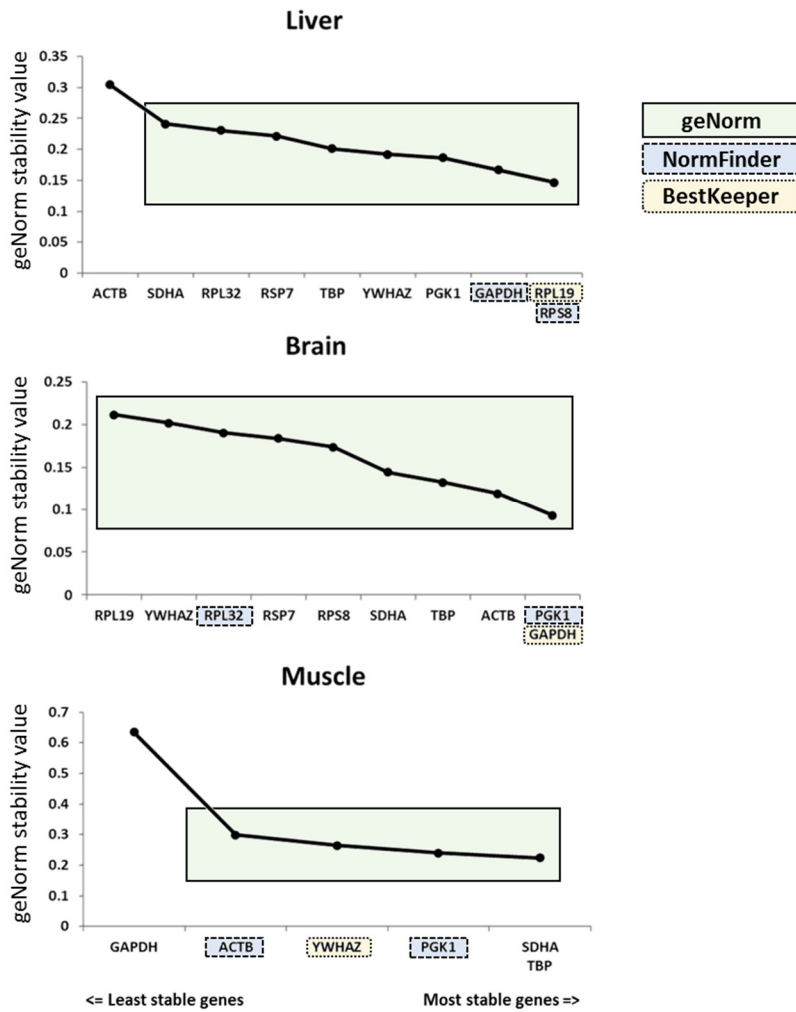 Liver
geNorm stability value
0.35
0.3
0.25
0.2
0.15
0.1
0.05
0
ACTB SDHA RPL32 RSP7 TBP YWHAZ PGK1 GAPDH RPL19
RPS8
geNorm
NormFinder
BestKeeper
Brain
geNorm stability value
0.25
0.2
0.15
0.1
0.05
0
RPL19 YWHAZ RPL32 RSP7 RPS8 SDHA TBP ACTB PGK1
GAPDH
Muscle
geNorm stability value
0.7
0.6
0.5
0.4
0.3
0.2
0.1
0
GAPDH ACTB YWHAZ PGK1 SDHA
TBP
<= Least stable genes Most stable genes =>